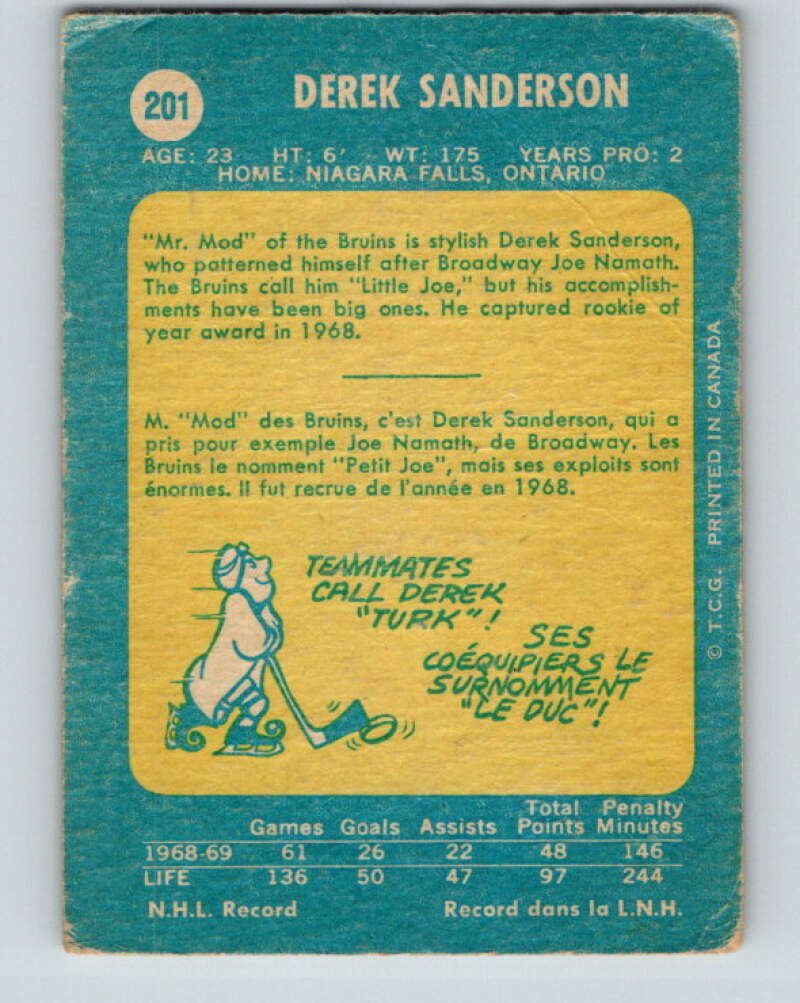 201
DEREK SANDERSON
AGE: 23 HT: 6' WT: 175 YEARS PRO: 2
HOME: NIAGARA FALLS, ONTARIO
"Mr. Mod" of the Bruins is stylish Derek Sanderson,
who patterned himself after Broadway Joe Namath.
The Bruins call him "Little Joe," but his accomplish-
ments have been big ones. He captured rookie of
year award in 1968.
M. "Mod" des Bruins, c'est Derek Sanderson, qui a
pris pour exemple Joe Namath, de Broadway. Les
Bruins le nomment "Petit Joe", mais ses exploits sont
énormes. Il fut recrue de l'année en 1968.
TEAMMATES
CALL DEREK
"TURK"!
SES
COÉQUIPIERS LE
SURNOMMENT
"LE DUC"!
© T.C.G. PRINTED IN CANADA
Total Penalty
Games Goals Assists Points Minutes
1968-69 61 26 22 48 146
LIFE 136 50 47 97 244
N.H.L. Record Record dans la L.N.H.